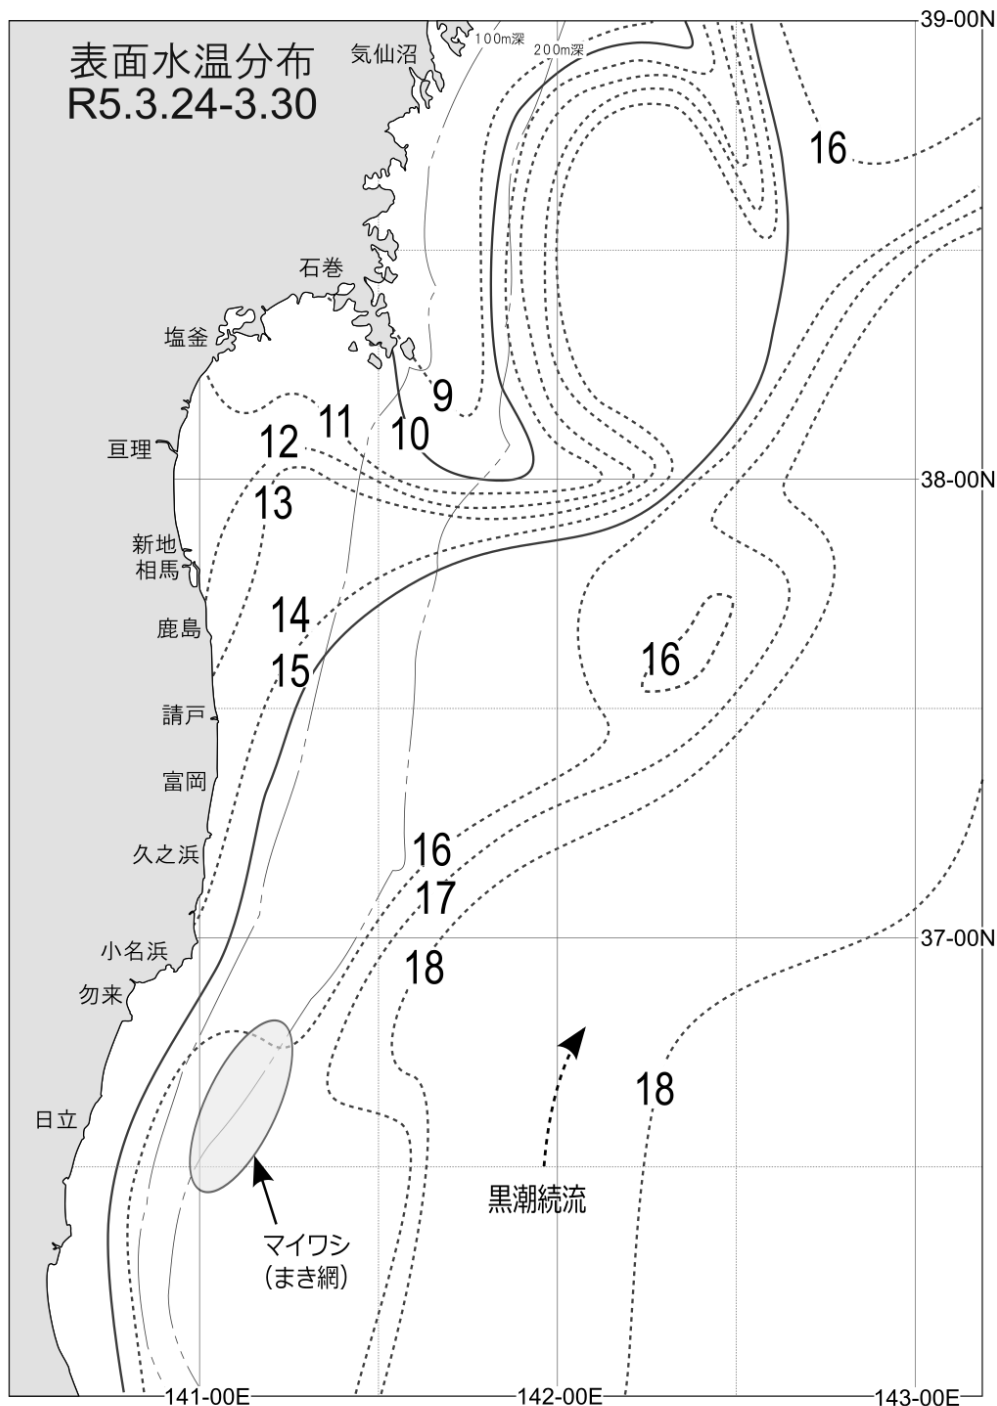 表面水温分布
R5.3.24-3.30
39-00N
100m深
200m深
気仙沼
16
石巻
塩釜
9
11
10
12
亘理
38-00N
13
新地
相馬
14
鹿島
16
15
請戸
富岡
16
久之浜
17
37-00N
小名浜
18
勿来
18
日立
黒潮続流
マイワシ
(まき網)
141-00E
142-00E
143-00E